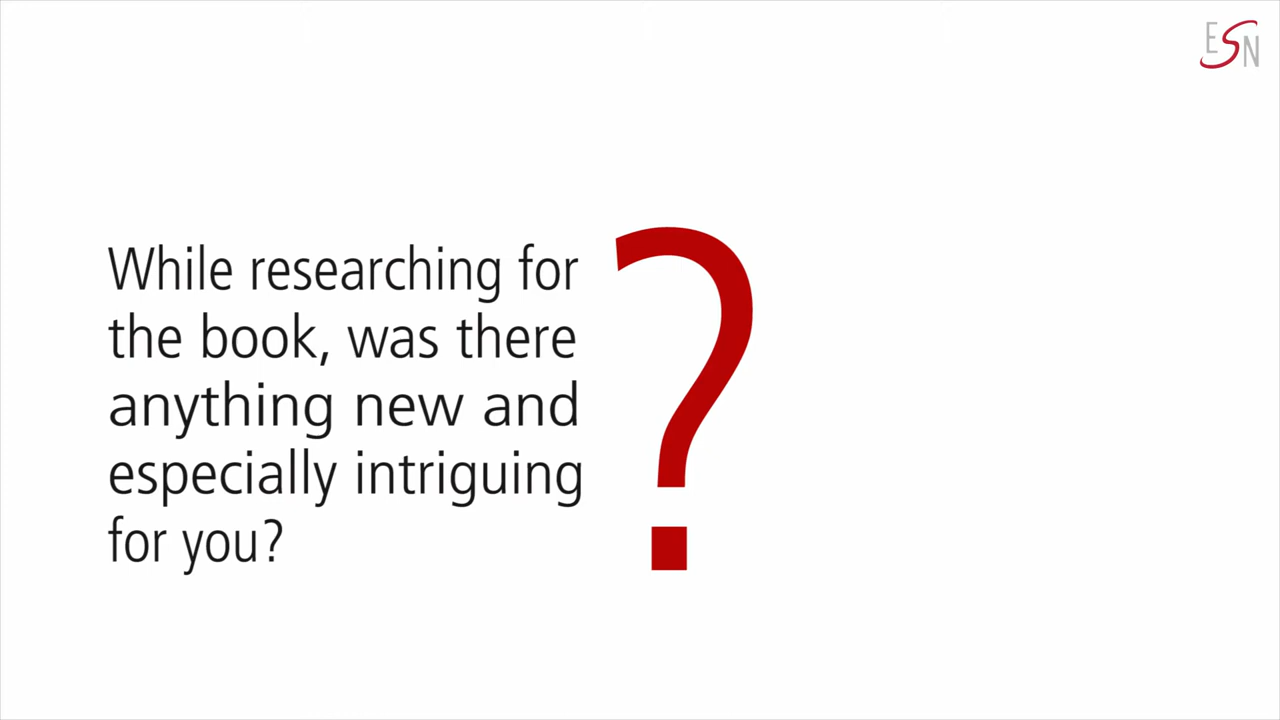 ESN
While researching for
the book, was there
anything new and
especially intriguing
for you?
?